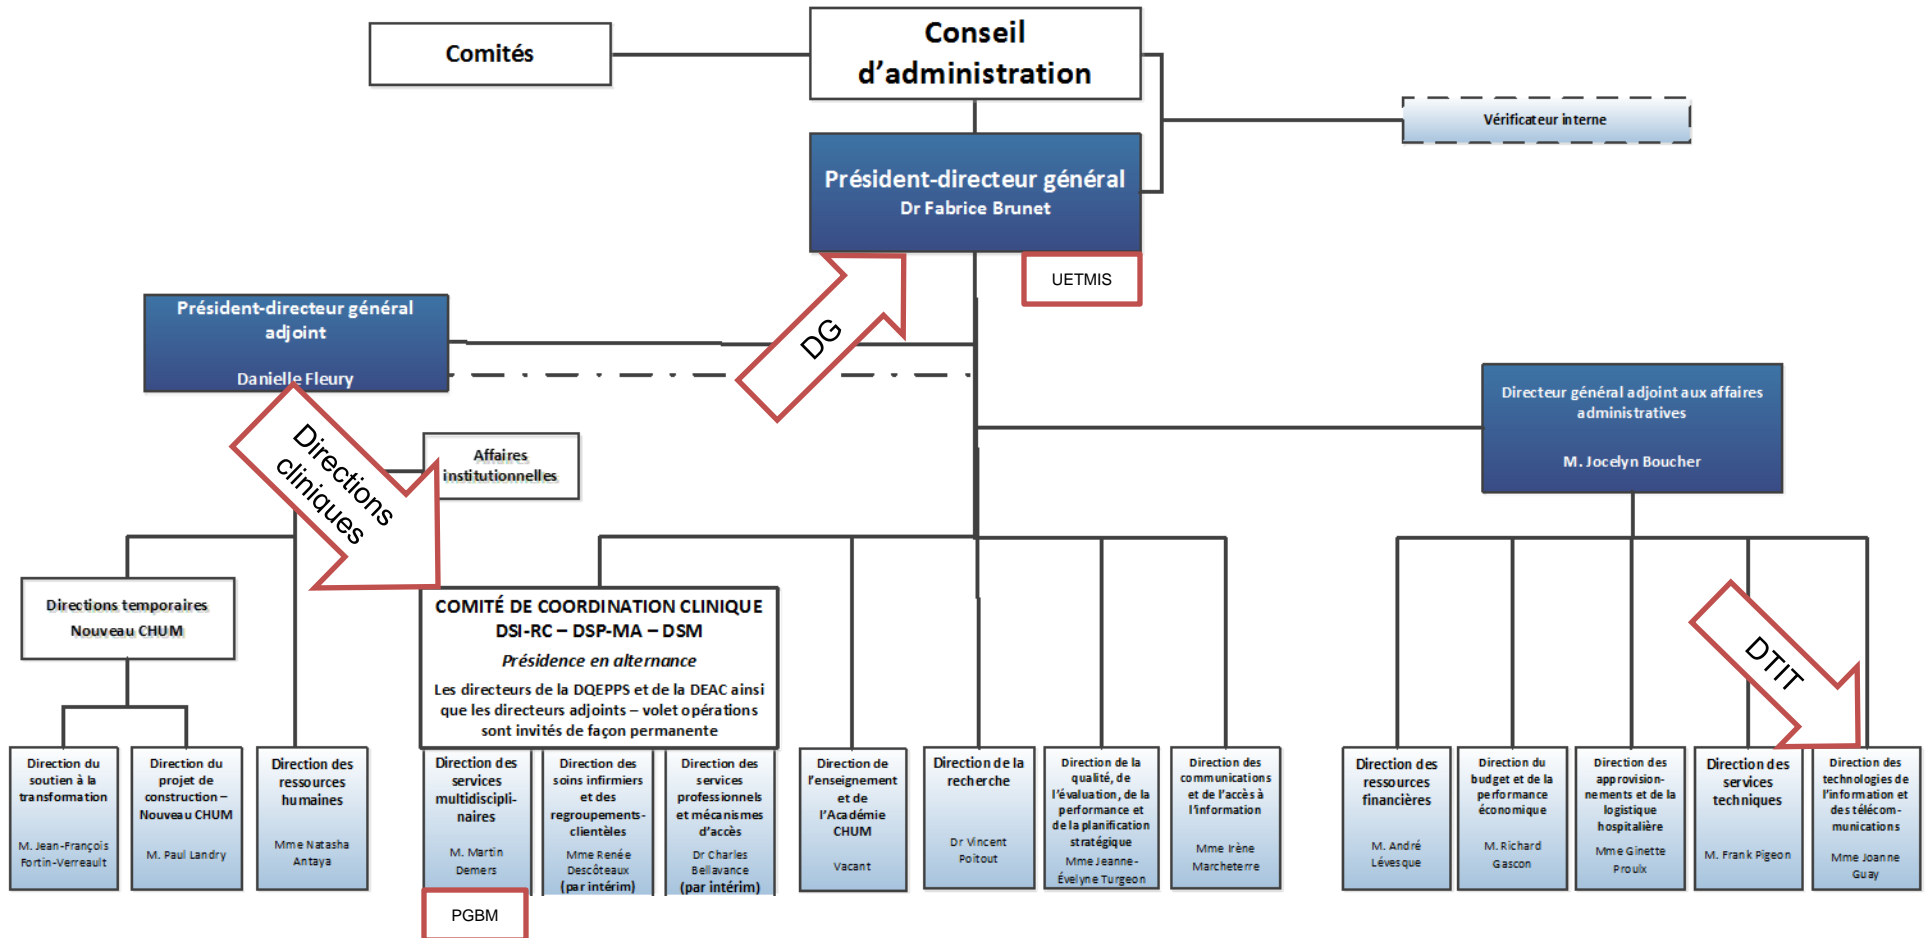 Comités
Conseil
d'administration
Vérificateur interne
Président-directeur général
Dr Fabrice Brunet
UETMIS
DG
Président-directeur général
adjoint
Danielle Fleury
Directeur général adjoint aux affaires
administratives
M. Jocelyn Boucher
Directions
cliniques
Affaires
institutionnelles
Directions temporaires
Nouveau CHUM
COMITÉ DE COORDINATION CLINIQUE
DSI-RC – DSP-MA – DSM
Présidence en alternance
Les directeurs de la DQEPPS et de la DEAC ainsi
que les directeurs adjoints – volet opérations
sont invités de façon permanente
DTIT
Direction du
soutien à la
transformation
M. Jean-François
Fortin-Verreault
Direction du
projet de
construction –
Nouveau CHUM
M. Paul Landry
Direction des
ressources
humaines
Mme Natasha
Antaya
Direction des
services
multidiscipli-
naires
M. Martin
Demers
PGBM
Direction des
soins infirmiers
et des
regroupements-
clientèles
Mme Renée
Descôteaux
(par intérim)
Direction des
services
professionnels
et mécanismes
d'accès
Dr Charles
Bellavance
(par intérim)
Direction de
l'enseignement
et de
l'Académie
CHUM
Vacant
Direction de la
recherche
Dr Vincent
Poitout
Direction de la
qualité, de
l'évaluation, de la
performance et
de la planification
stratégique
Mme Jeanne-
Évelyne Turgeon
Direction des
communications
et de l'accès à
l'information
Mme Irène
Marcheterre
Direction des
ressources
financières
M. André
Lévesque
Direction du
budget et de la
performance
économique
M. Richard
Gascon
Direction des
approvision-
nements et de la
logistique
hospitalière
Mme Ginette
Proulx
Direction des
services
techniques
M. Frank Pigeon
Direction des
technologies de
l'information et
des télécom-
munications
Mme Joanne
Guay